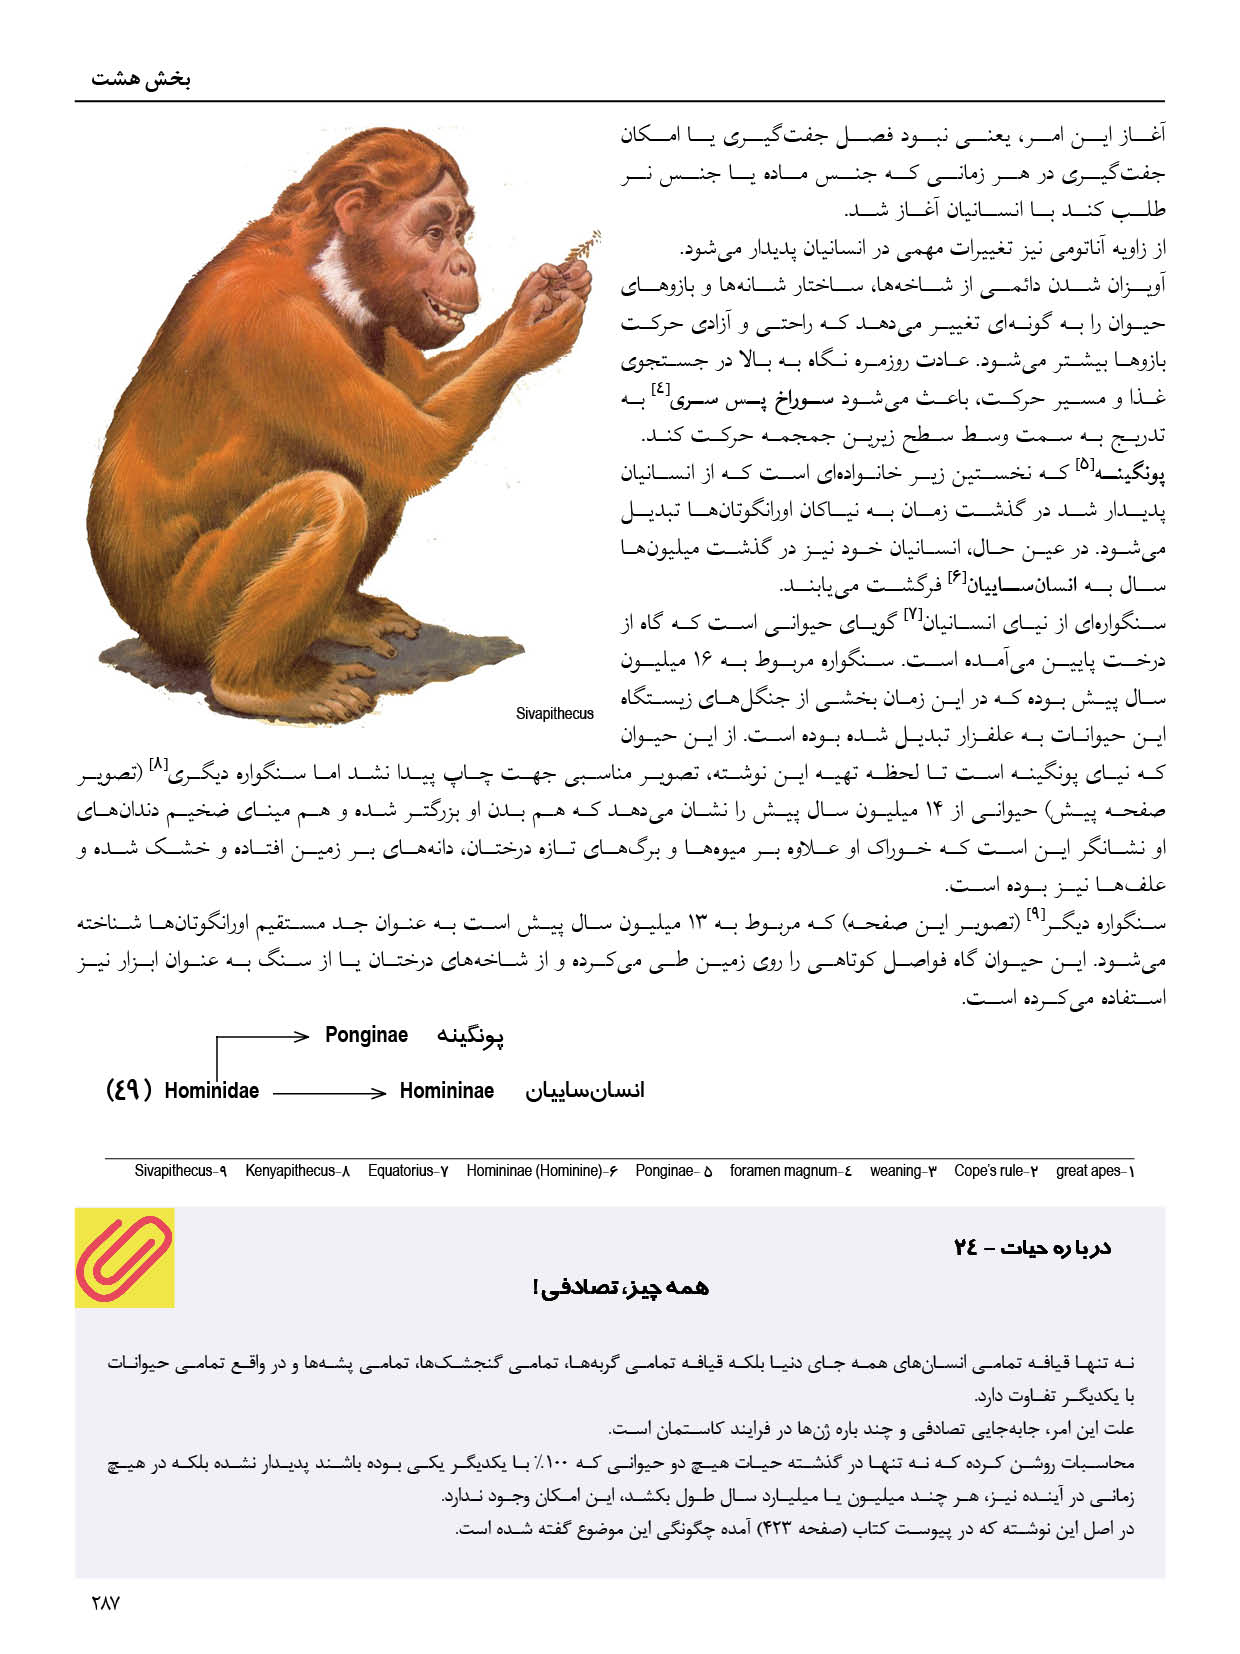 بخش هشت
آغاز این امر، یعنی نبود فصل جفت‌گیری یا امکان
جفت‌گیری در هر زمانی که جنس ماده یا جنس نر
طلب کند با انسانیان آغاز شد.
از زاویه آناتومی نیز تغییرات مهمی در انسانیان پدیدار می‌شود.
آویزان شدن دائمی از شاخه‌ها، ساختار شانه‌ها و بازوهای
حیوان را به گونه‌ای تغییر می‌دهد که راحتی و آزادی حرکت
بازوها بیشتر می‌شود. عادت روزمره نگاه به بالا در جستجوی
غذا و مسیر حرکت، باعث می‌شود سوراخ پس سری[٤] به
تدریج به سمت وسط سطح زیرین جمجمه حرکت کند.
پونگینه[۵] که نخستین زیر خانواده‌ای است که از انسانیان
پدیدار شد در گذشت زمان به نیاکان اورانگوتان‌ها تبدیل
می‌شود. در عین حال، انسانیان خود نیز در گذشت میلیون‌ها
سال به انسان‌ساییان[۶] فرگشت می‌یابند.
سنگواره‌ای از نیای انسانیان[۷] گویای حیوانی است که گاه از
درخت پایین می‌آمده است. سنگواره مربوط به ۱۶ میلیون
سال پیش بوده که در این زمان بخشی از جنگل‌های زیستگاه
این حیوانات به علفزار تبدیل شده بوده است. از این حیوان
Sivapithecus
که نیای پونگینه است تا لحظه تهیه این نوشته، تصویر مناسبی جهت چاپ پیدا نشد اما سنگواره دیگری[۸] (تصویر
صفحه پیش) حیوانی از ۱۴ میلیون سال پیش را نشان می‌دهد که هم بدن او بزرگتر شده و هم مینای ضخیم دندان‌های
او نشانگر این است که خوراک او علاوه بر میوه‌ها و برگ‌های تازه درختان، دانه‌های بر زمین افتاده و خشک شده و
علف‌ها نیز بوده است.
سنگواره دیگر[۹] (تصویر این صفحه) که مربوط به ۱۳ میلیون سال پیش است به عنوان جد مستقیم اورانگوتان‌ها شناخته
می‌شود. این حیوان گاه فواصل کوتاهی را روی زمین طی می‌کرده و از شاخه‌های درختان یا از سنگ به عنوان ابزار نیز
استفاده می‌کرده است.
Ponginae پونگینه
(٤۹) Hominidae Homininae انسان‌ساییان
۱-great apes ۲-Cope's rule ۳-weaning ٤-foramen magnum ۵-Ponginae ۶-Homininae (Hominine) ۷-Equatorius ۸-Kenyapithecus ۹-Sivapithecus
درباره حیات - ۲٤
همه چیز، تصادفی!
نه تنها قیافه تمامی انسان‌های همه جای دنیا بلکه قیافه تمامی گربه‌ها، تمامی گنجشک‌ها، تمامی پشه‌ها و در واقع تمامی حیوانات
با یکدیگر تفاوت دارد.
علت این امر، جابه‌جایی تصادفی و چند باره ژن‌ها در فرایند کاستمان است.
محاسبات روشن کرده که نه تنها در گذشته حیات هیچ دو حیوانی که ۱۰۰٪ با یکدیگر یکی بوده باشند پدیدار نشده بلکه در هیچ
زمانی در آینده نیز، هر چند میلیون یا میلیارد سال طول بکشد، این امکان وجود ندارد.
در اصل این نوشته که در پیوست کتاب (صفحه ۴۲۳) آمده چگونگی این موضوع گفته شده است.
۲۸۷